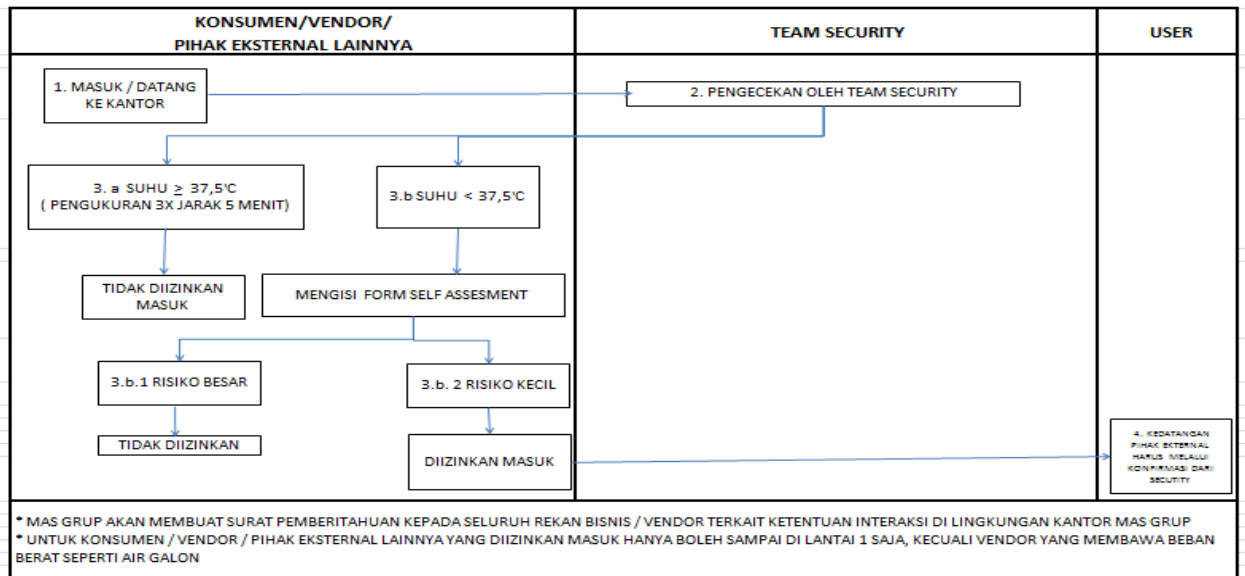 KONSUMEN/VENDOR/
PIHAK EKSTERNAL LAINNYA
TEAM SECURITY
USER
1. MASUK / DATANG
KE KANTOR
2. PENGECEKAN OLEH TEAM SECURITY
3. a SUHU ≥ 37,5'C
( PENGUKURAN 3X JARAK 5 MENIT)
3.b SUHU < 37,5'C
TIDAK DIIZINKAN
MASUK
MENGISI FORM SELF ASSESMENT
3.b.1 RISIKO BESAR
3.b. 2 RISIKO KECIL
TIDAK DIIZINKAN
DIIZINKAN MASUK
4. KEDATANGAN
PIHAK EKTERNAL
HARUS MELALUI
KONFIRMASI DARI
SECUTITY
* MAS GRUP AKAN MEMBUAT SURAT PEMBERITAHUAN KEPADA SELURUH REKAN BISNIS / VENDOR TERKAIT KETENTUAN INTERAKSI DI LINGKUNGAN KANTOR MAS GRUP
* UNTUK KONSUMEN / VENDOR / PIHAK EKSTERNAL LAINNYA YANG DIIZINKAN MASUK HANYA BOLEH SAMPAI DI LANTAI 1 SAJA, KECUALI VENDOR YANG MEMBAWA BEBAN
BERAT SEPERTI AIR GALON